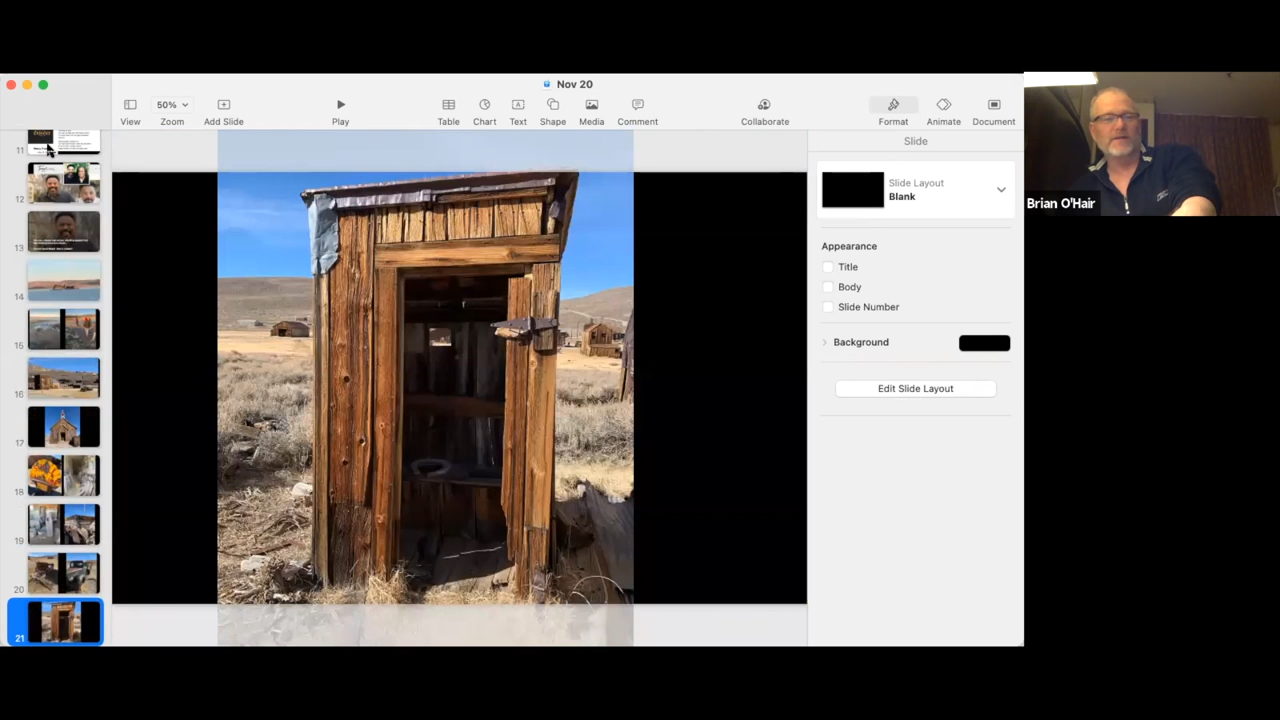 Nov 20
View
50%
Zoom
Add Slide
Play
Table
Chart
Text
Shape
Media
Comment
Collaborate
Format
Animate
Document
Slide
Slide Layout
Blank
Appearance
Title
Body
Slide Number
Background
Edit Slide Layout
11
12
13
14
15
16
17
18
19
20
21
Brian O'Hair